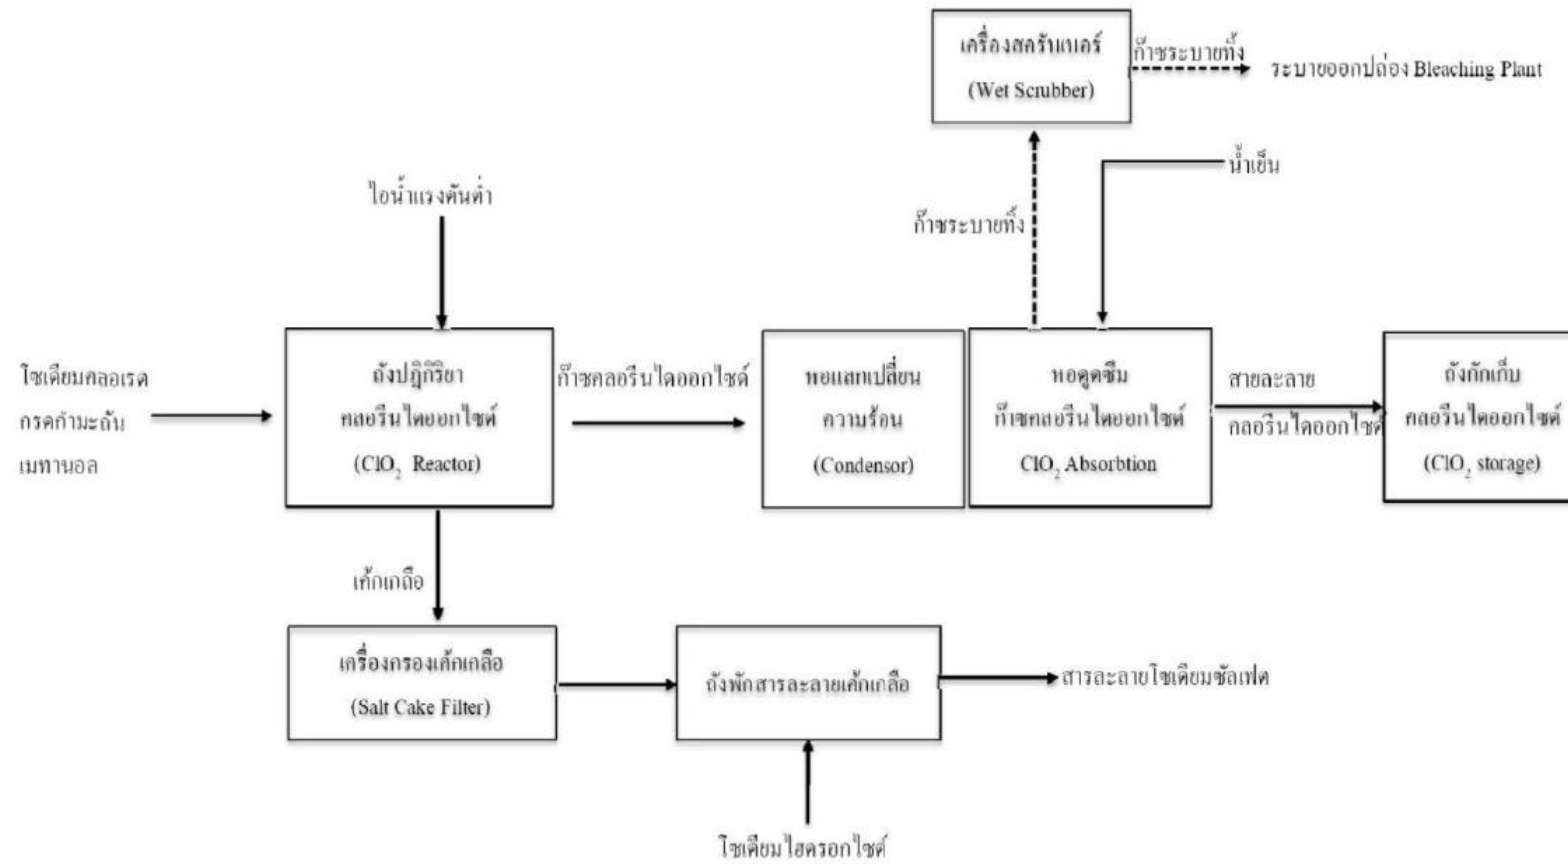 เครื่องสครับเบอร์
(Wet Scrubber)
ก๊าซระบายทิ้ง
ระบายออกปล่อง Bleaching Plant
น้ำเย็น
ไอน้ำแรงดันต่ำ
ก๊าซระบายทิ้ง
โซเดียมคลอเรต
กรดกำมะถัน
เมทานอล
ถังปฏิกิริยา
คลอรีนไดออกไซด์
(ClO₂ Reactor)
ก๊าซคลอรีนไดออกไซด์
หอแลกเปลี่ยน
ความร้อน
(Condensor)
หอดูดซึม
ก๊าซคลอรีนไดออกไซด์
ClO₂ Absorbtion
สายละลาย
คลอรีนไดออกไซด์
ถังกักเก็บ
คลอรีนไดออกไซด์
(ClO₂ storage)
เค้กเกลือ
เครื่องกรองเค้กเกลือ
(Salt Cake Filter)
ถังพักสารละลายเค้กเกลือ
สารละลายโซเดียมซัลเฟต
โซเดียมไฮดรอกไซด์